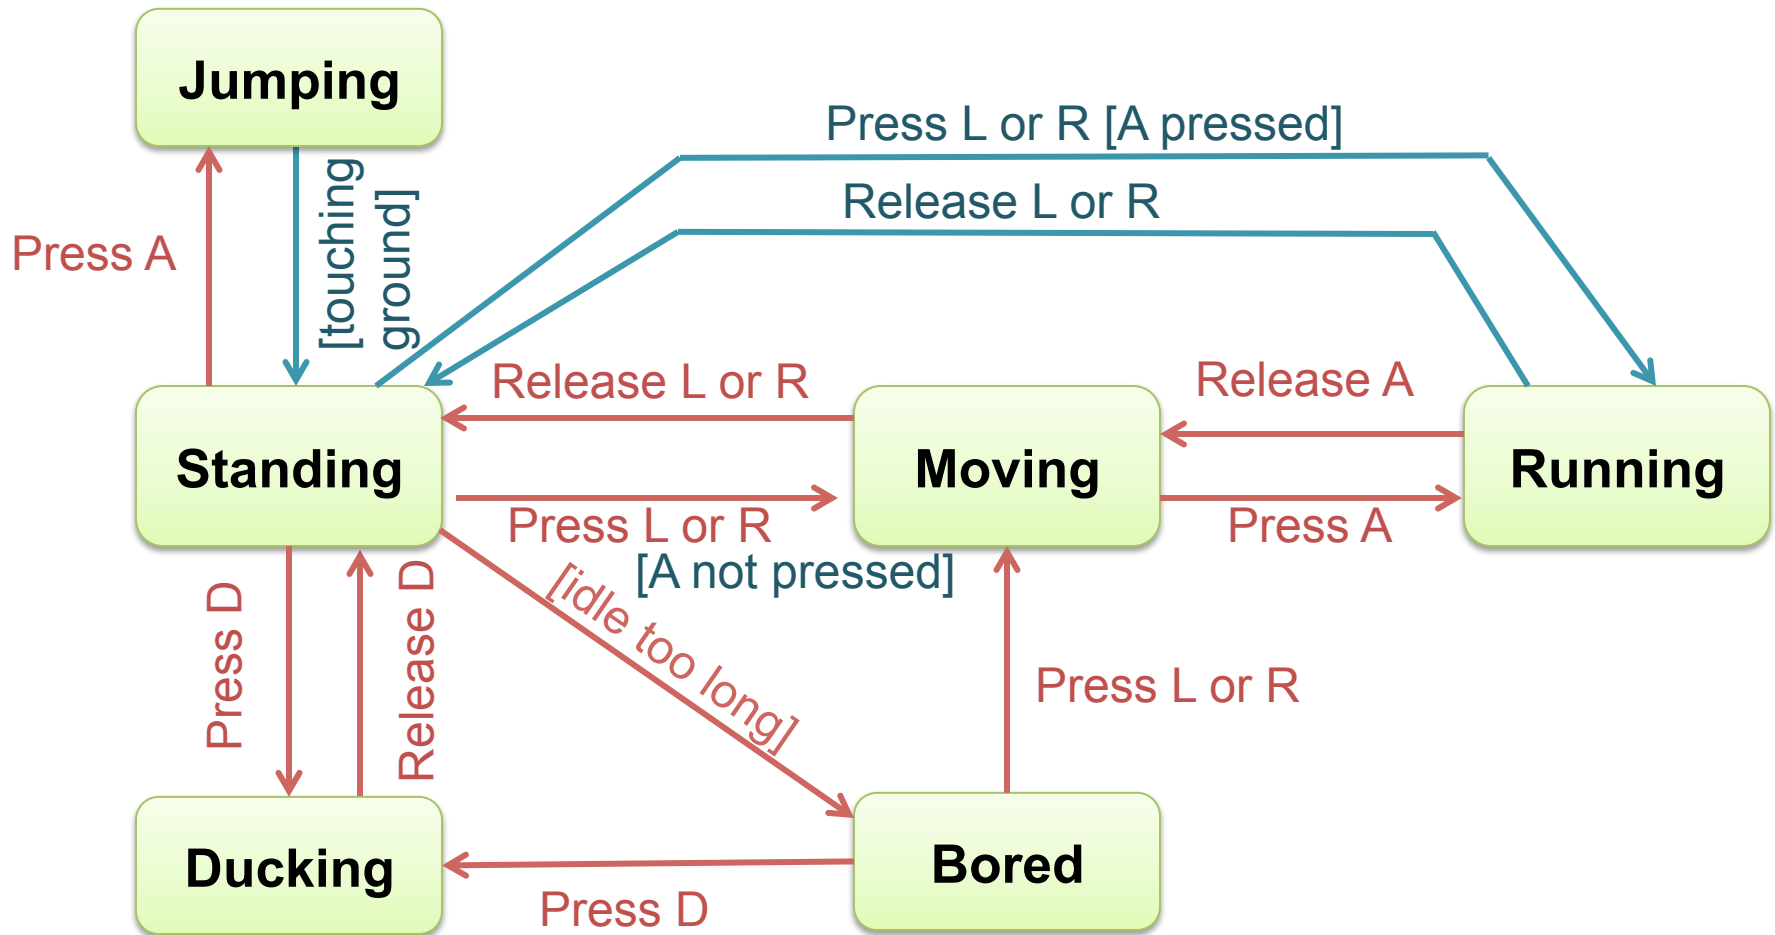 Jumping
Press L or R [A pressed]
[touching
ground]
Release L or R
Press A
Release L or R
Release A
Standing
Moving
Running
Press L or R
Press A
[A not pressed]
[idle too long]
Press D
Release D
Press L or R
Ducking
Bored
Press D